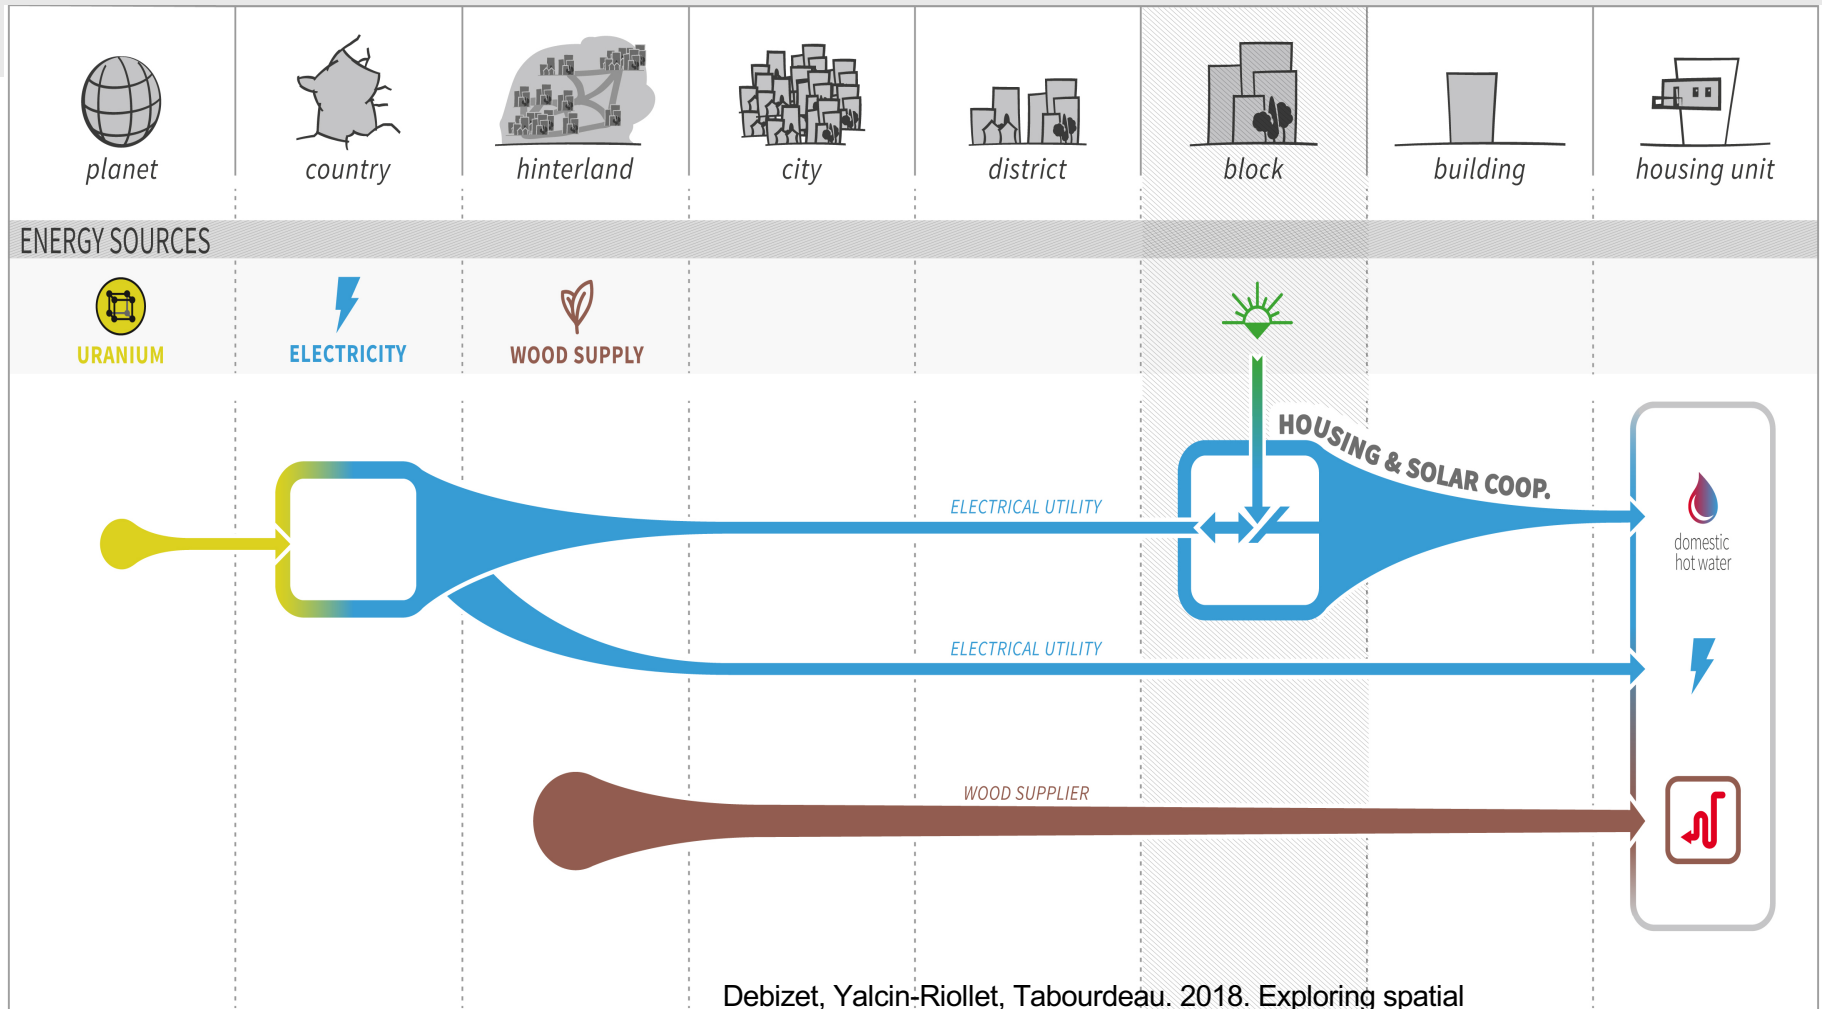 planet
country
hinterland
city
district
block
building
housing unit
ENERGY SOURCES
URANIUM
ELECTRICITY
WOOD SUPPLY
HOUSING & SOLAR COOP.
ELECTRICAL UTILITY
domestic
hot water
ELECTRICAL UTILITY
WOOD SUPPLIER
Debizet, Yalcin-Riollet, Tabourdeau. 2018. Exploring spatial